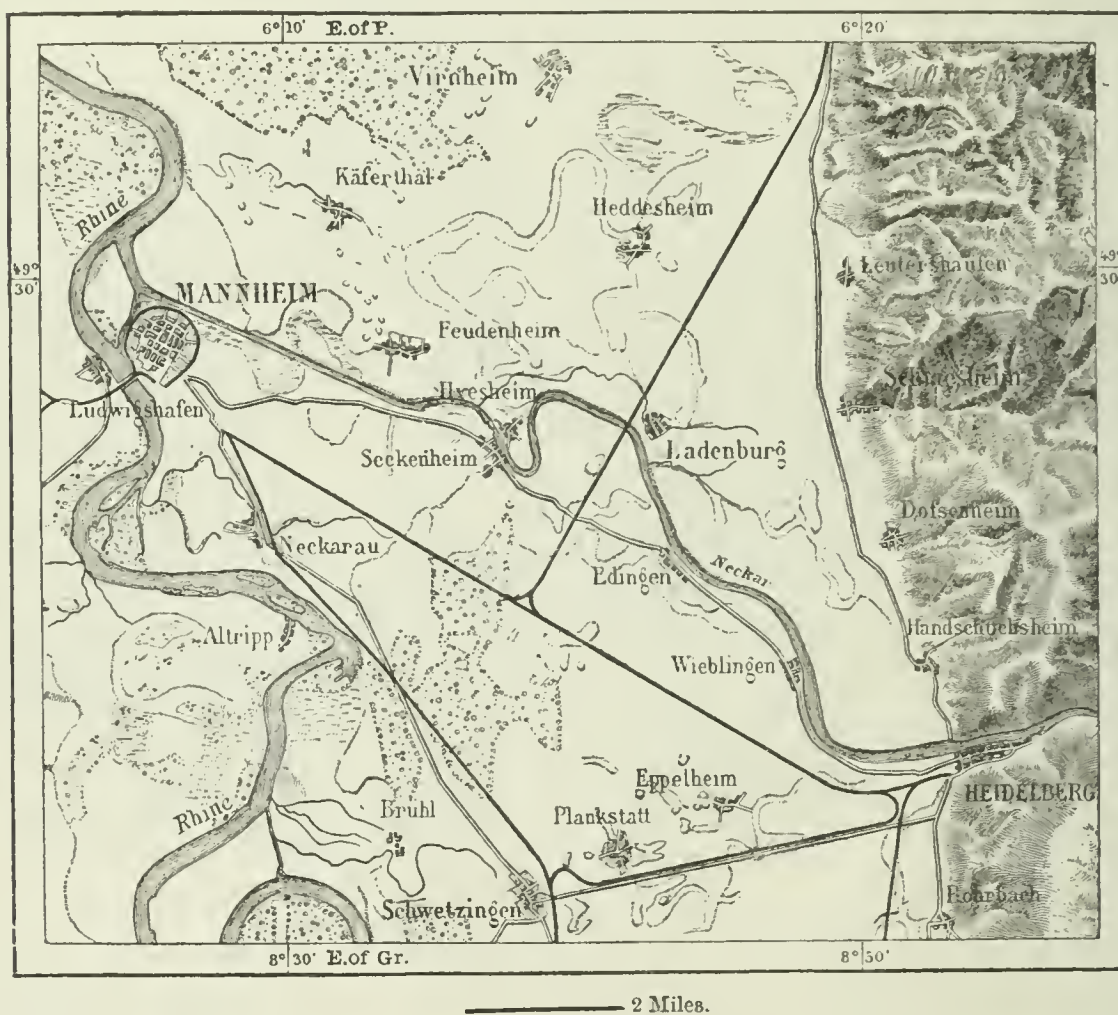 6°10' E.of P.
6°20'
Virnheim
Käferthal
Rhine
Heddesheim
49°
30'
49°
30'
Leutershausen
MANNHEIM
Feudenheim
Ludwigshafen
Ilvesheim
Seckenheim
Ladenburg
Dossenheim
Neckarau
Edingen
Neckar
Altripp
Handschuchsheim
Wieblingen
Rhine
Brühl
Eppelheim
Plankstatt
HEIDELBERG
Schwetzingen
Rohrbach
8°30' E.of Gr.
8°50'
2 Miles.